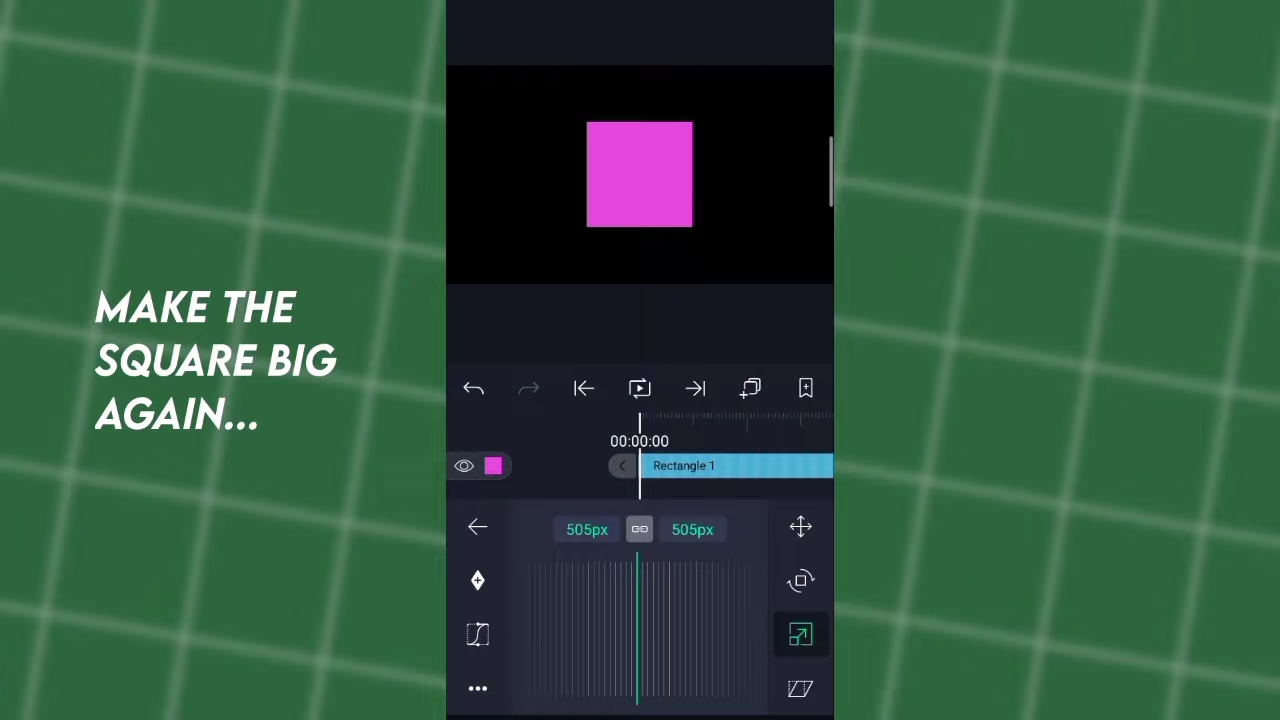 MAKE THE
SQUARE BIG
AGAIN...
00:00:00
Rectangle 1
505px 505px